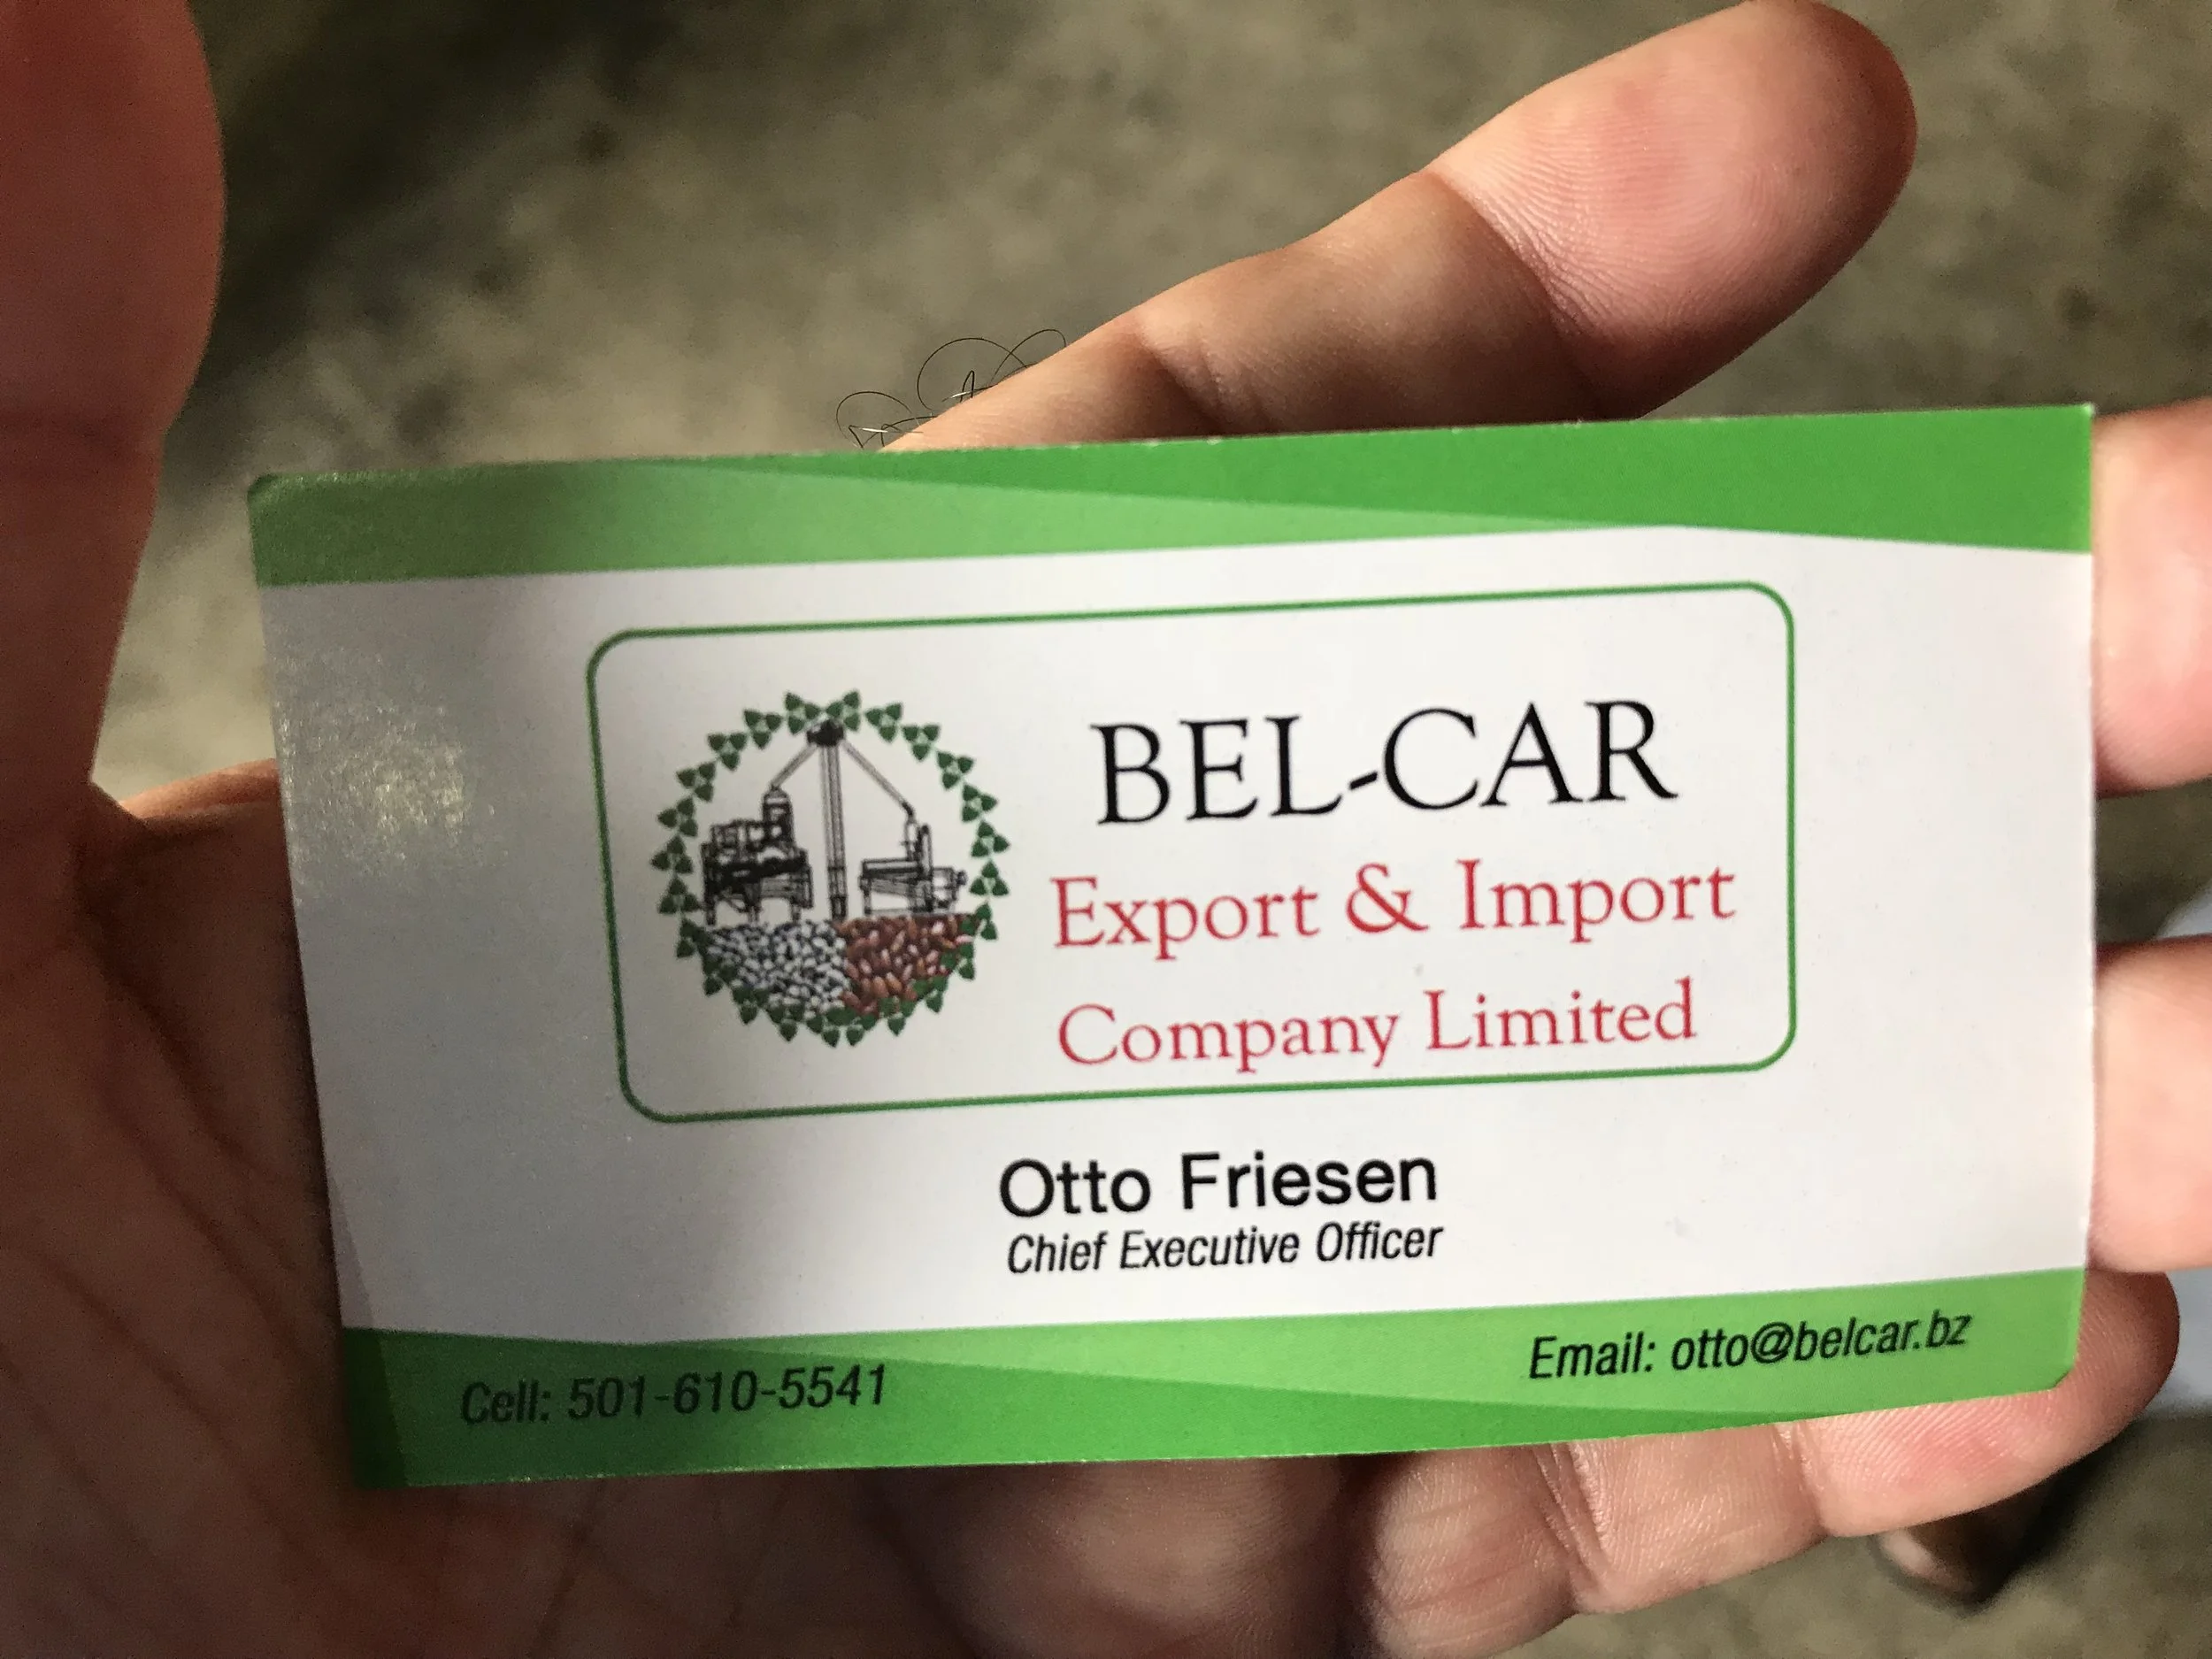 BEL-CAR
Export & Import
Company Limited
Otto Friesen
Chief Executive Officer
Cell: 501-610-5541
Email: otto@belcar.bz